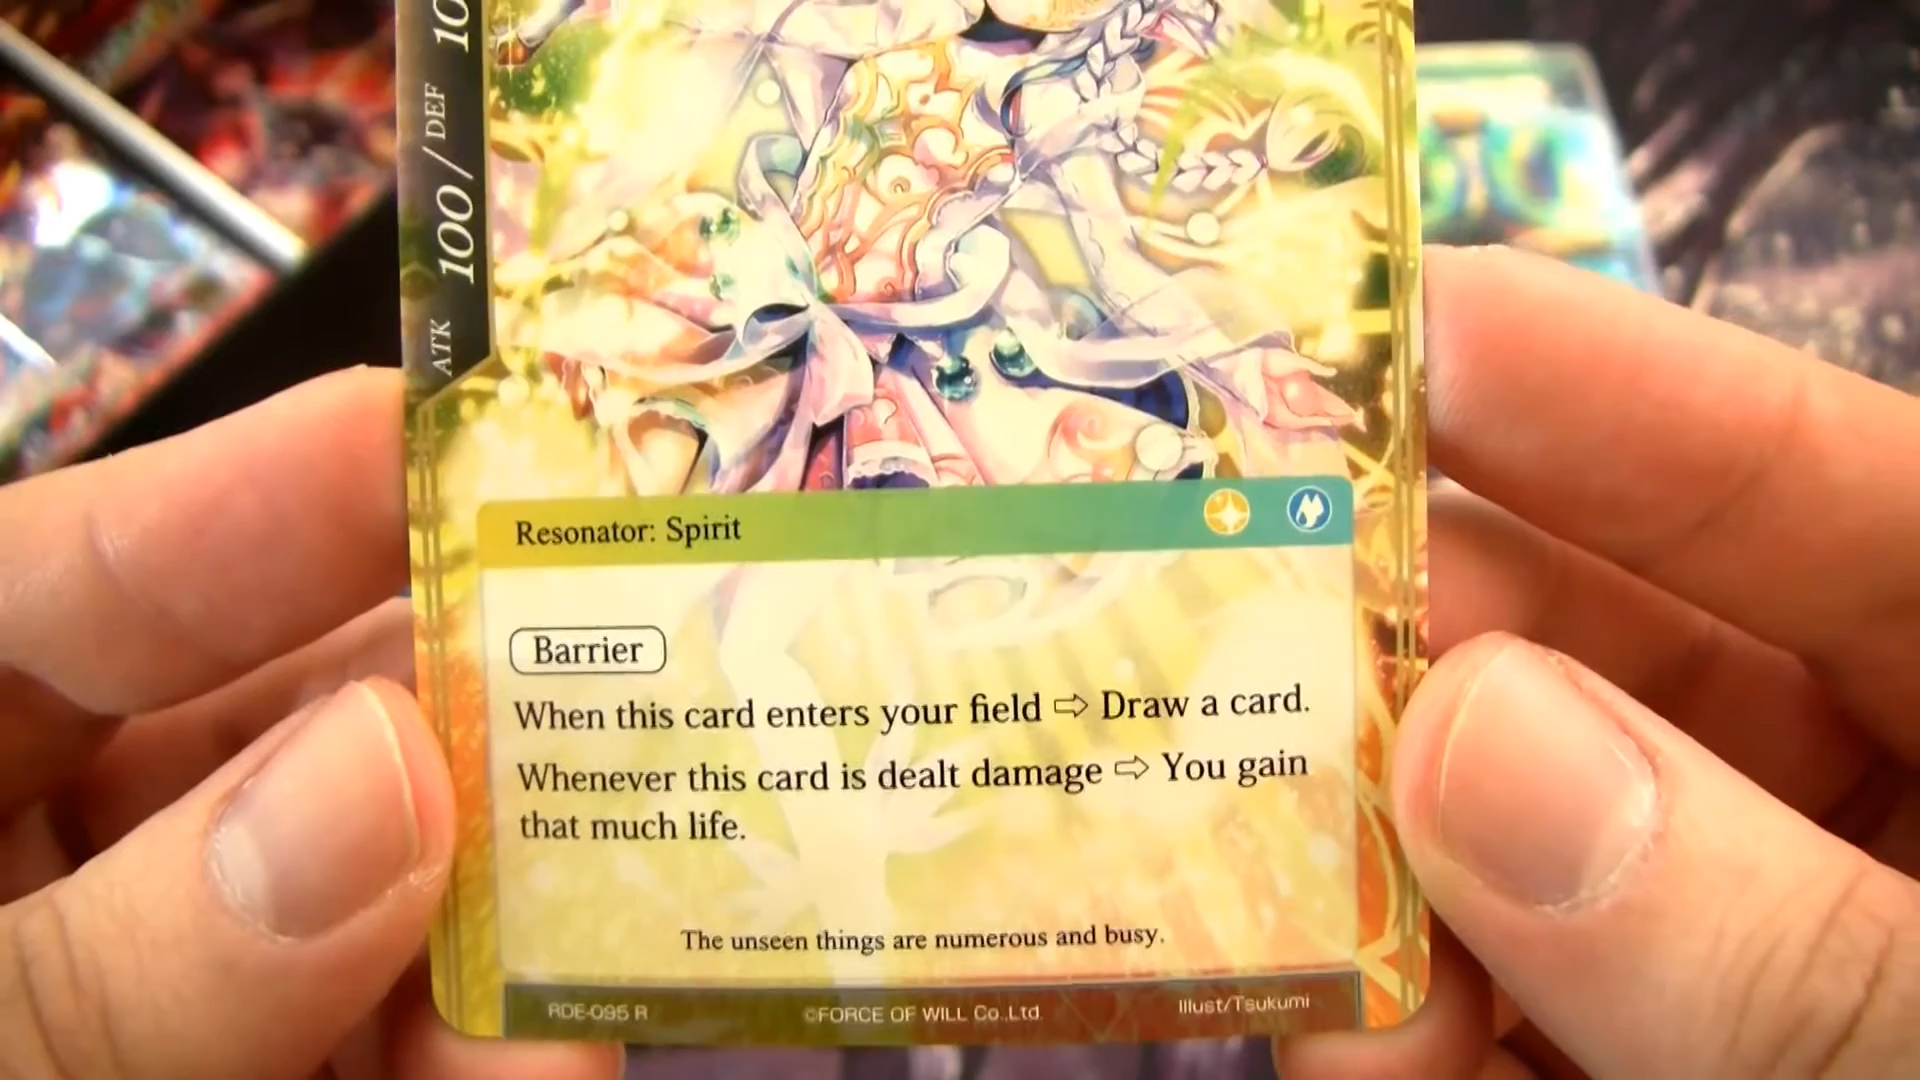 ATK 100 / DEF 10
Resonator: Spirit
Barrier
When this card enters your field ⇨ Draw a card.
Whenever this card is dealt damage ⇨ You gain
that much life.
The unseen things are numerous and busy.
RDE-095 R ©FORCE OF WILL Co.,Ltd. Illust/Tsukumi